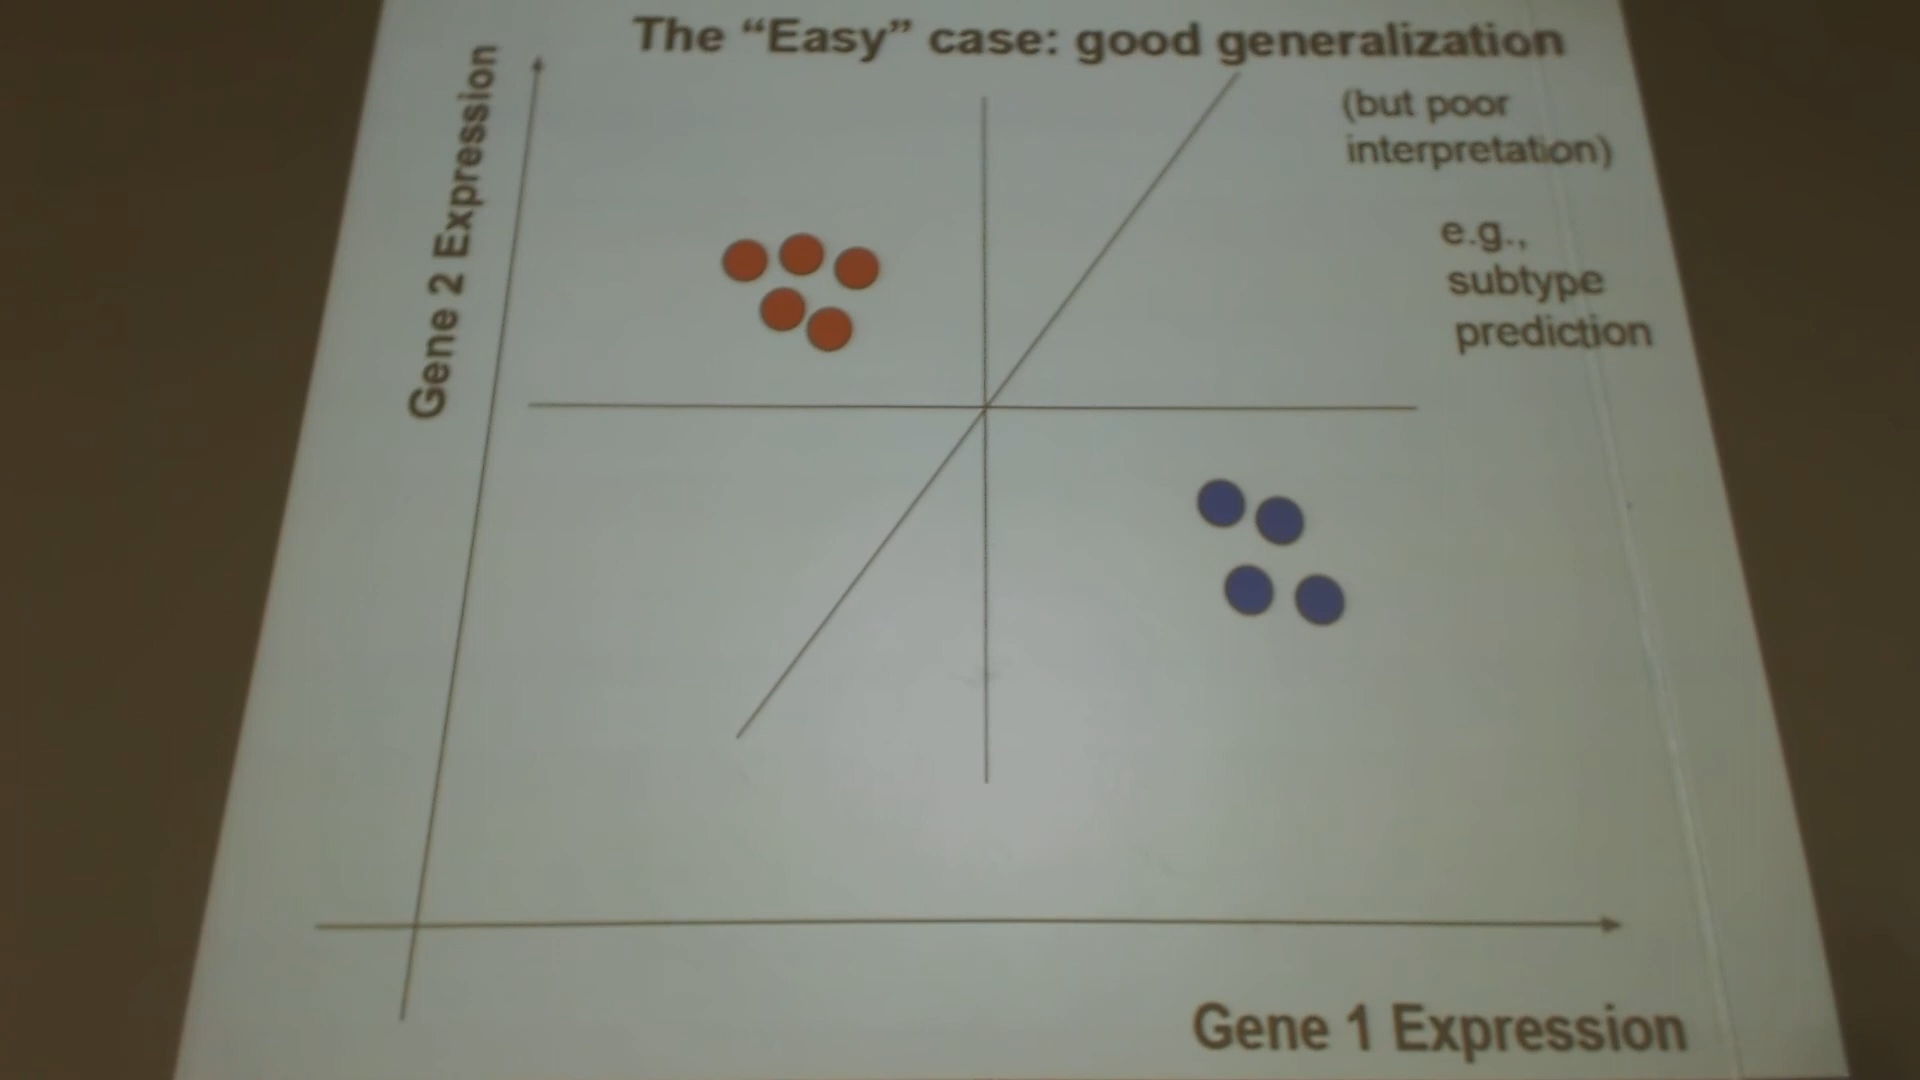 The “Easy” case: good generalization
(but poor
interpretation)
e.g.,
subtype
prediction
Gene 2 Expression
Gene 1 Expression